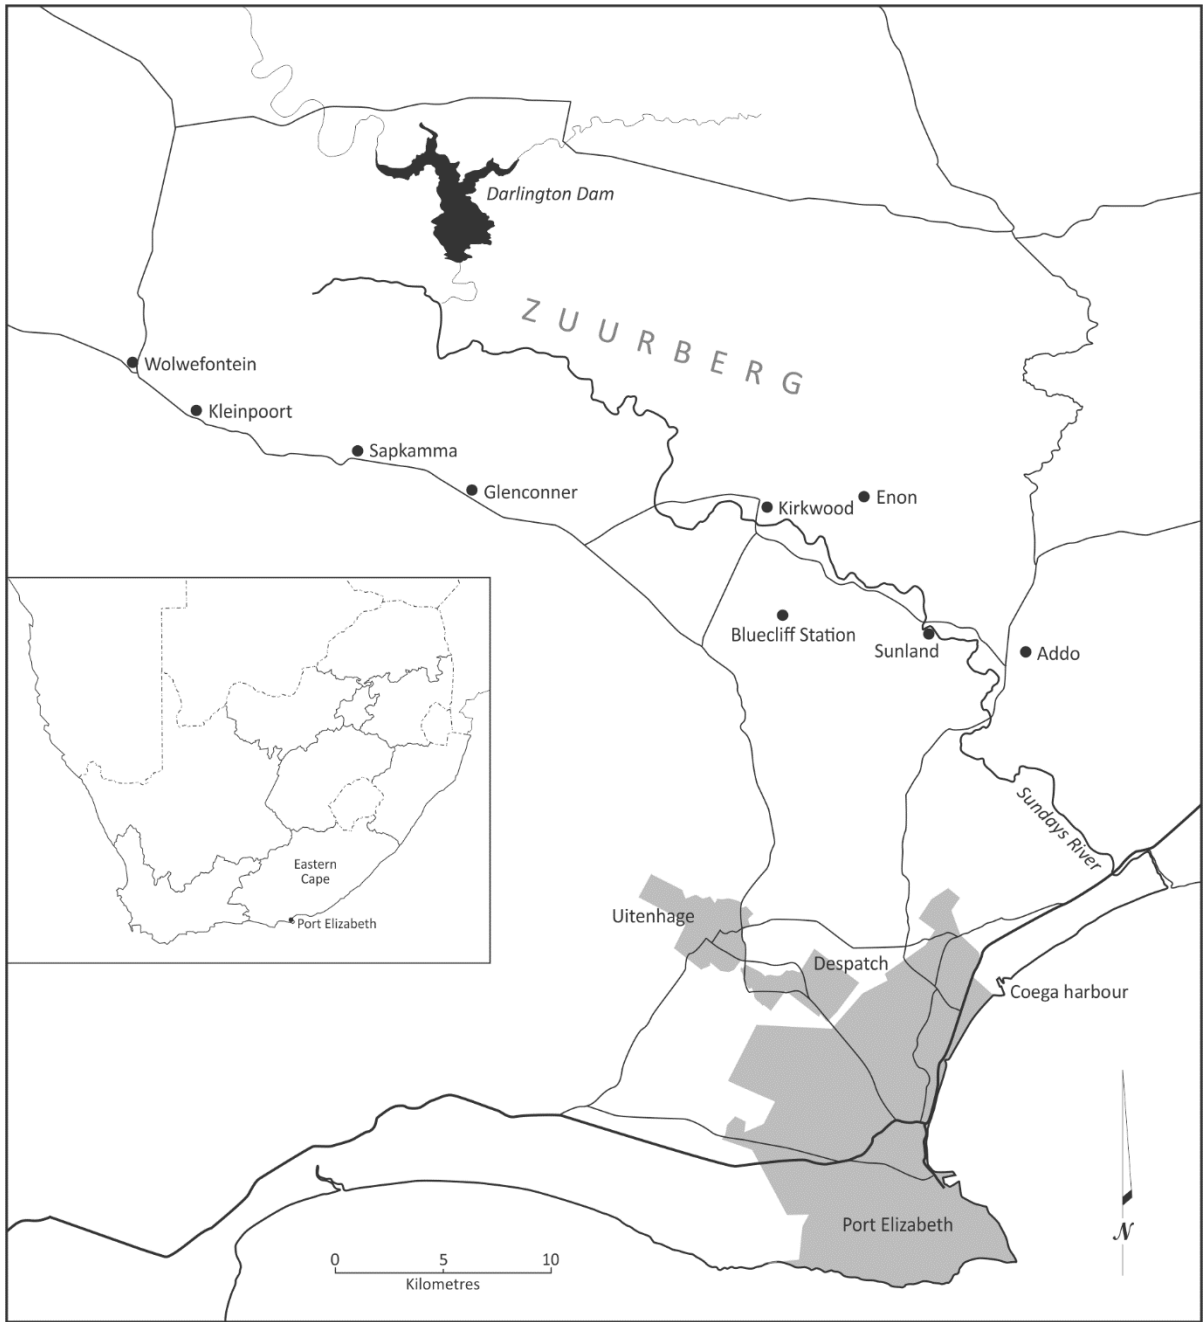 Darlington Dam
ZUURBERG
Wolwefontein
Kleinpoort
Sapkamma
Glenconner
Kirkwood
Enon
Bluecliff Station
Sunland
Addo
Sundays River
Eastern
Cape
Port Elizabeth
Uitenhage
Despatch
Coega harbour
Port Elizabeth
N
0 5 10
Kilometres